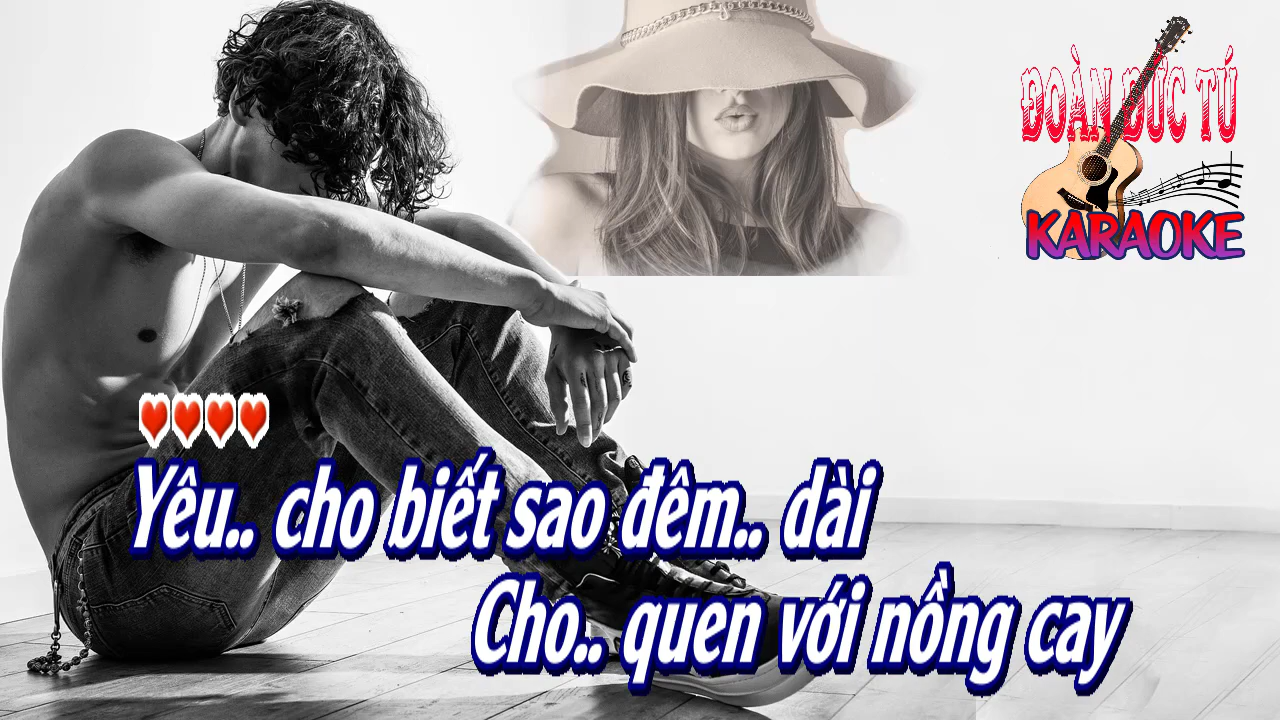 ĐOÀN ĐỨC TÚ
KARAOKE
Yêu.. cho biết sao đêm.. dài
Cho.. quen với nồng cay